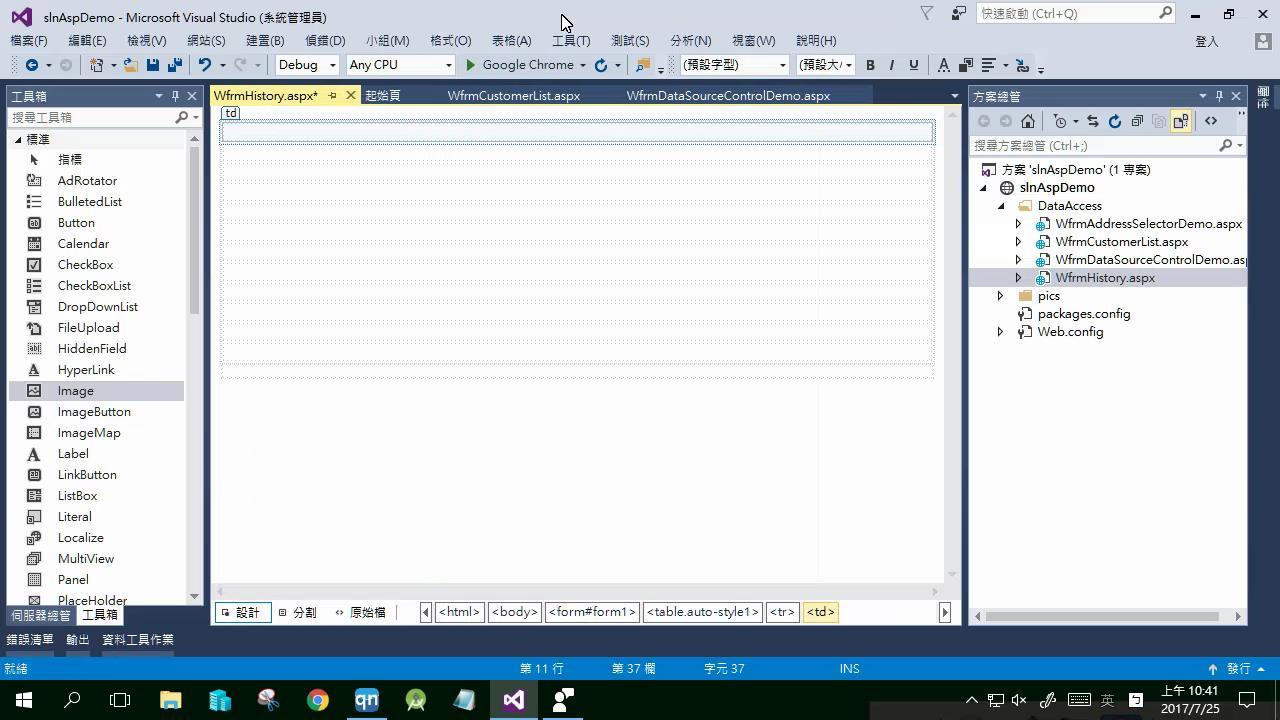 slnAspDemo - Microsoft Visual Studio (系統管理員)
快速啟動 (Ctrl+Q)
檔案(F) 編輯(E) 檢視(V) 網站(S) 建置(B) 偵錯(D) 小組(M) 格式(O) 表格(A) 工具(T) 測試(S) 分析(N) 視窗(W) 說明(H) 登入
Debug Any CPU Google Chrome (預設字型) (預設大/ B I U A
工具箱
WfrmHistory.aspx* 起始頁 WfrmCustomerList.aspx WfrmDataSourceControlDemo.aspx
方案總管
搜尋工具箱
td
搜尋方案總管 (Ctrl+;)
標準
指標
AdRotator
BulletedList
Button
Calendar
CheckBox
CheckBoxList
DropDownList
FileUpload
HiddenField
HyperLink
Image
ImageButton
ImageMap
Label
LinkButton
ListBox
Literal
Localize
MultiView
Panel
PlaceHolder
方案 'slnAspDemo' (1 專案)
slnAspDemo
DataAccess
WfrmAddressSelectorDemo.aspx
WfrmCustomerList.aspx
WfrmDataSourceControlDemo.asp
WfrmHistory.aspx
pics
packages.config
Web.config
伺服器總管 工具箱
設計 分割 原始檔 <html> <body> <form#form1> <table.auto-style1> <tr> <td>
錯誤清單 輸出 資料工具作業
就緒 第 11 行 第 37 欄 字元 37 INS 發行
qn
英
上午 10:41
2017/7/25